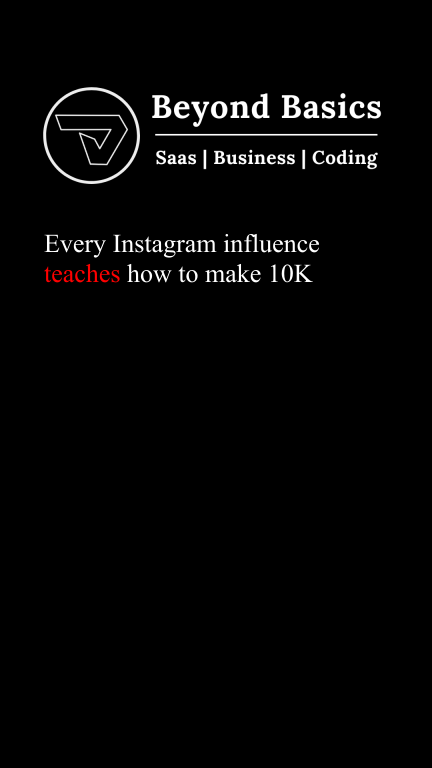 Beyond Basics
Saas | Business | Coding
Every Instagram influence
teaches how to make 10K